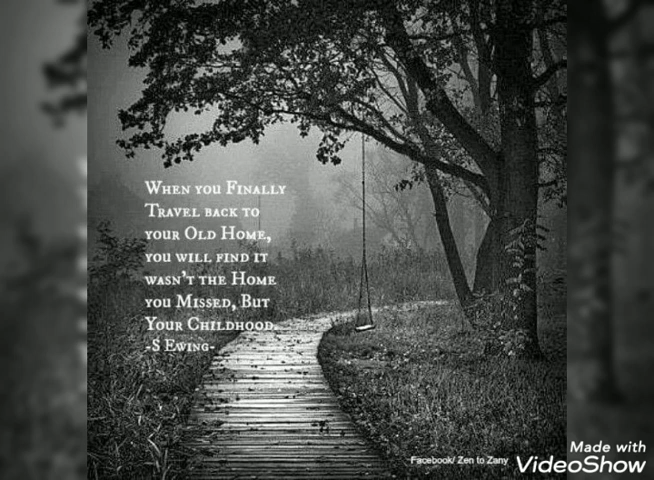 When you Finally
Travel back to
your Old Home,
you will find it
wasn't the Home
you Missed, But
Your Childhood.
-S Ewing-
Facebook/ Zen to Zany
Made with
VideoShow